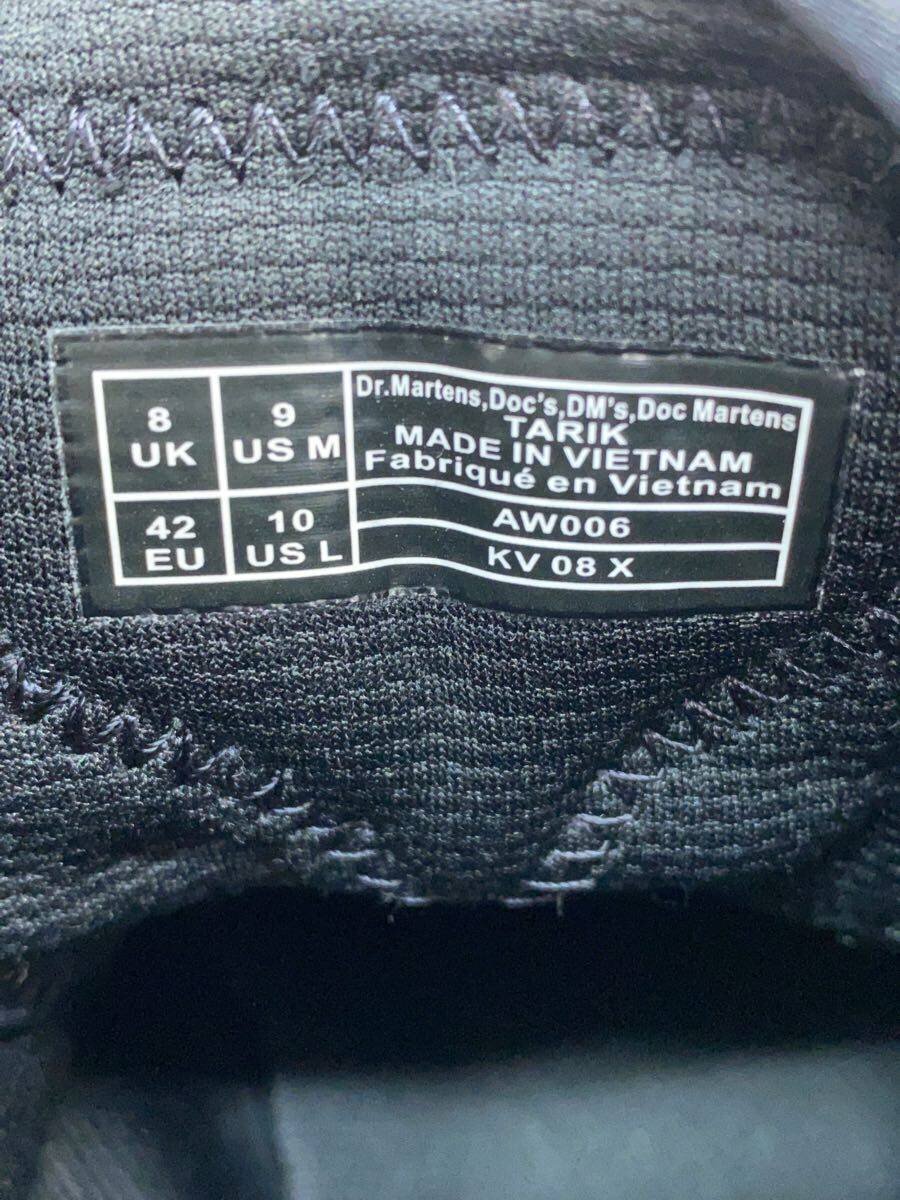 8
UK
9
US M
42
EU
10
US L
Dr.Martens,Doc's,DM's,Doc Martens
TARIK
MADE IN VIETNAM
Fabriqué en Vietnam
AW006
KV 08 X